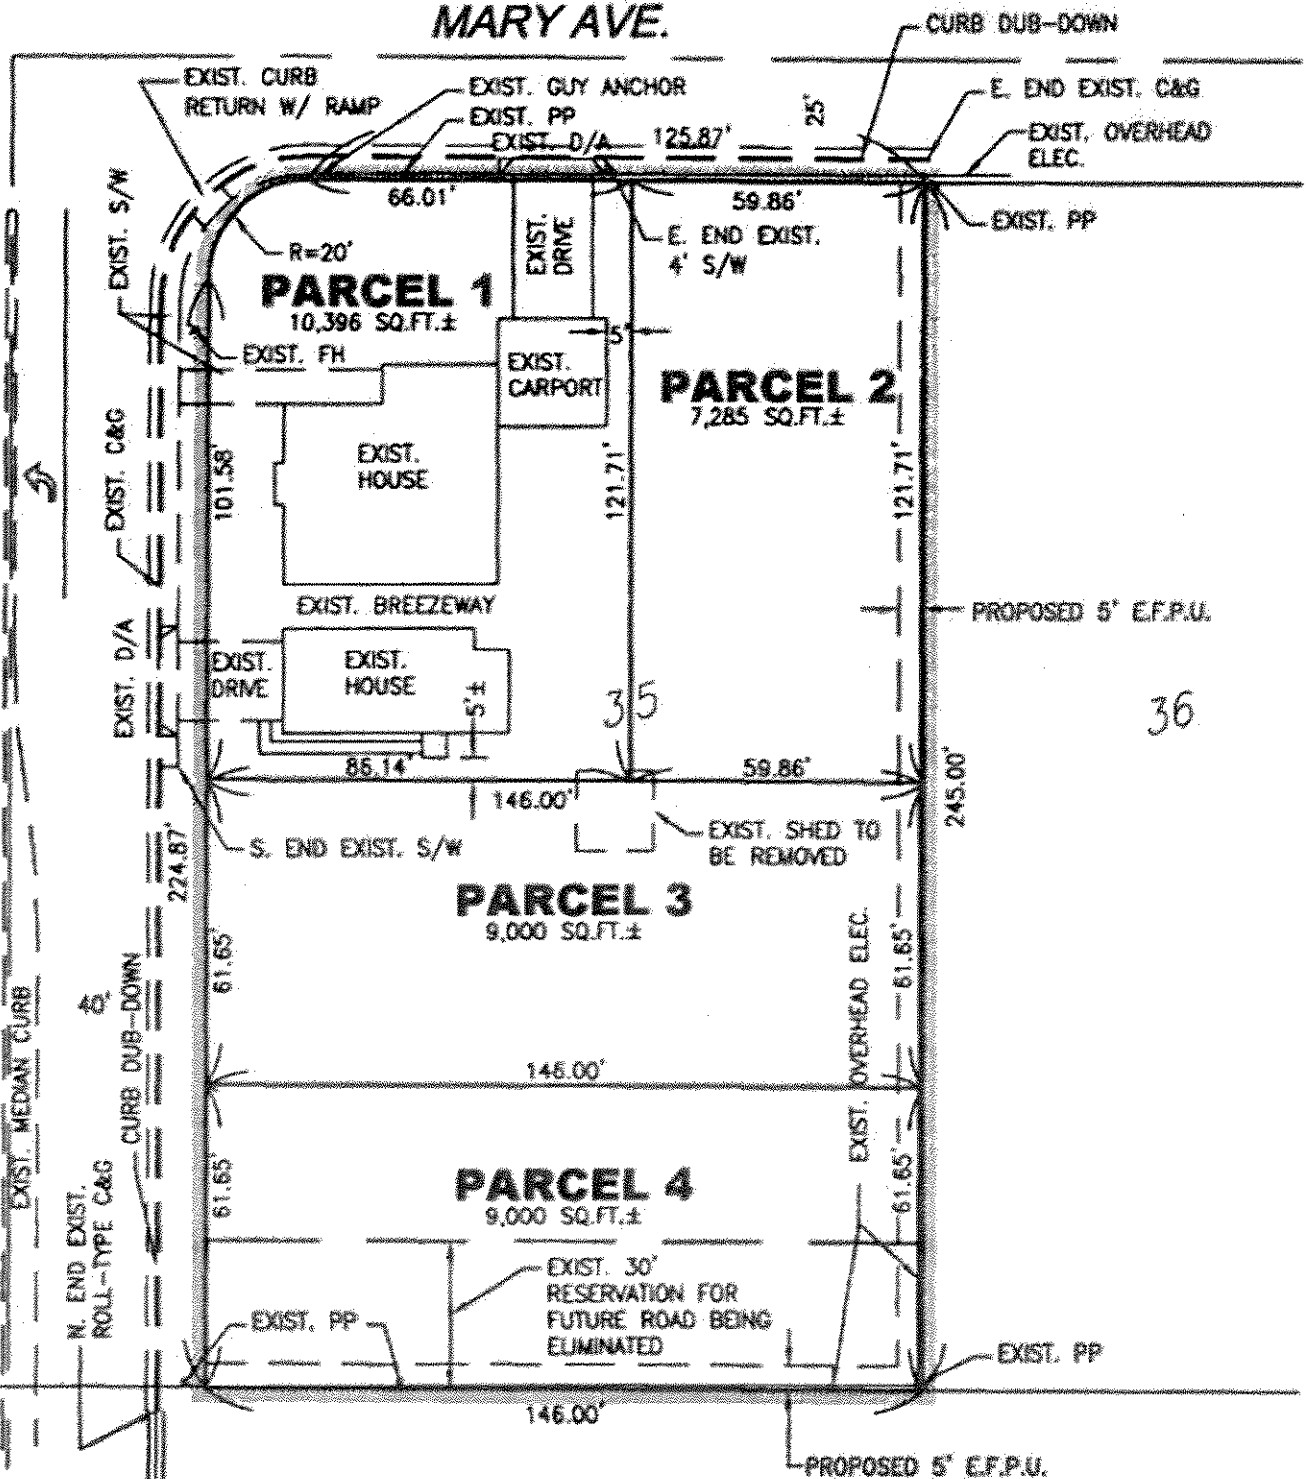 MARY AVE.
CURB DUB-DOWN
EXIST. CURB
RETURN W/ RAMP
EXIST. GUY ANCHOR
EXIST. PP
EXIST. D/A
125.87'
25'
E. END EXIST. C&G
EXIST. OVERHEAD
ELEC.
EXIST. S/W
66.01'
59.86'
EXIST. PP
R=20'
EXIST.
DRIVE
E. END EXIST.
4' S/W
PARCEL 1
10,396 SQ.FT.±
5'
EXIST. FH
EXIST.
CARPORT
PARCEL 2
7,285 SQ.FT.±
EXIST. C&G
101.58'
EXIST.
HOUSE
121.71'
121.71'
EXIST. BREEZEWAY
PROPOSED 5' E.F.P.U.
EXIST. D/A
EXIST.
DRIVE
EXIST.
HOUSE
5'±
35
36
86.14'
59.86'
146.00'
245.00'
224.87'
S. END EXIST. S/W
EXIST. SHED TO
BE REMOVED
PARCEL 3
9,000 SQ.FT.±
61.65'
61.65'
EXIST. OVERHEAD ELEC.
40'
EXIST. MEDIAN CURB
CURB DUB-DOWN
146.00'
61.65'
61.65'
PARCEL 4
9,000 SQ.FT.±
N. END EXIST.
ROLL-TYPE C&G
EXIST. 30'
RESERVATION FOR
FUTURE ROAD BEING
ELIMINATED
EXIST. PP
EXIST. PP
146.00'
PROPOSED 5' E.F.P.U.